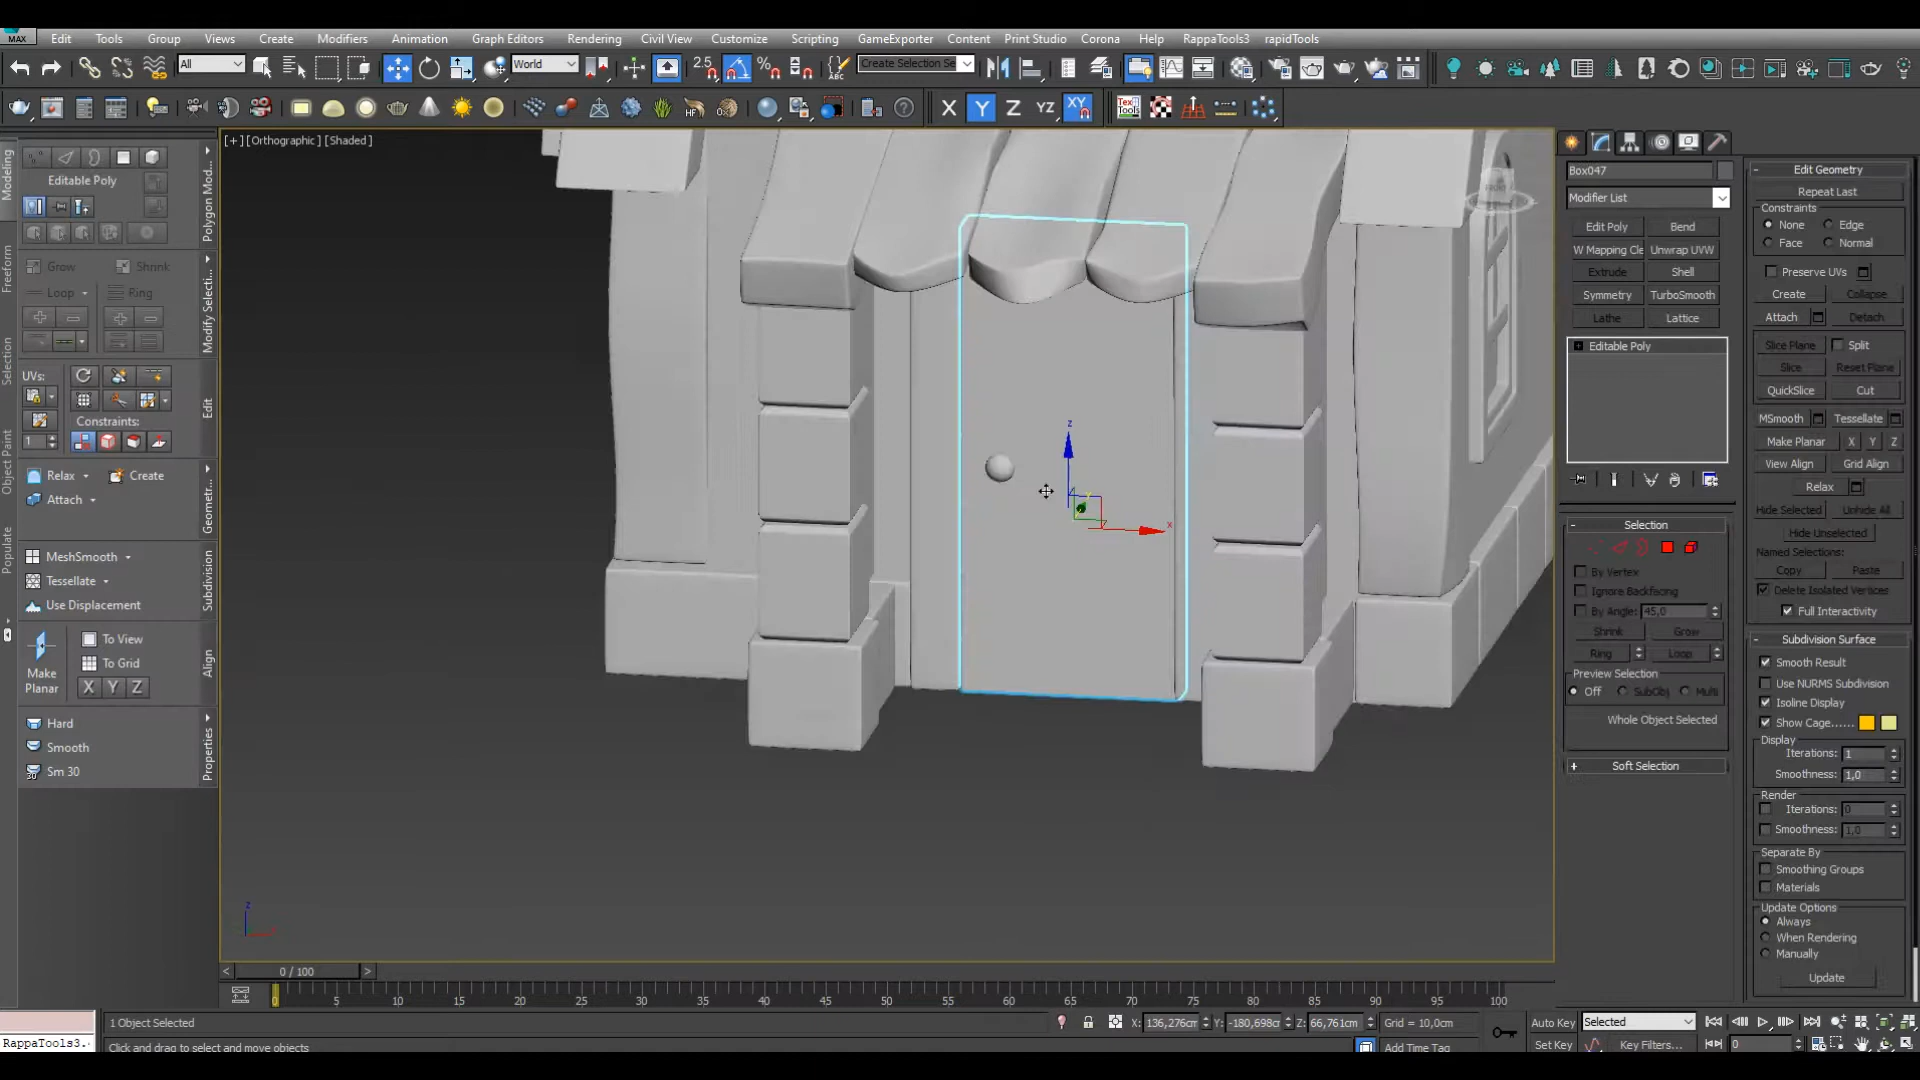 MAX Edit Tools Group Views Create Modifiers Animation Graph Editors Rendering Civil View Customize Scripting GameExporter Content Print Studio Corona Help RappaTools3 rapidTools
All World 2.5 ABC Create Selection Se
X Y Z YZ XY Tex Tools
[+] [Orthographic] [Shaded]
Modeling
Freeform
Selection
Object Paint
Populate
Editable Poly
Polygon Mod...
Grow Shrink
Loop Ring
Modify Selecti...
UVs:
Constraints:
1
Edit
Relax Create
Attach
Geometr...
MeshSmooth
Tessellate
Use Displacement
Subdivision
To View
To Grid
Make
Planar
X Y Z
Align
Hard
Smooth
Sm 30
30
Properties
z
x
FRONT
z
Box047
Modifier List
Edit Poly Bend
W Mapping Cle Unwrap UVW
Extrude Shell
Symmetry TurboSmooth
Lathe Lattice
Editable Poly
Selection
By Vertex
Ignore Backfacing
By Angle: 45,0
Shrink Grow
Ring Loop
Preview Selection
Off SubObj Multi
Whole Object Selected
Soft Selection
Edit Geometry
Repeat Last
Constraints
None Edge
Face Normal
Preserve UVs
Create Collapse
Attach Detach
Slice Plane Split
Slice Reset Plane
QuickSlice Cut
MSmooth Tessellate
Make Planar X Y Z
View Align Grid Align
Relax
Hide Selected Unhide All
Hide Unselected
Named Selections:
Copy Paste
Delete Isolated Vertices
Full Interactivity
Subdivision Surface
Smooth Result
Use NURMS Subdivision
Isoline Display
Show Cage......
Display
Iterations: 1
Smoothness: 1,0
Render
Iterations: 0
Smoothness: 1,0
Separate By
Smoothing Groups
Materials
Update Options
Always
When Rendering
Manually
Update
< 0 / 100 >
0 5 10 15 20 25 30 35 40 45 50 55 60 65 70 75 80 85 90 95 100
1 Object Selected X: 136,276cm Y: -180,698cm Z: 66,761cm Grid = 10,0cm Auto Key Selected
RappaTools3. Click and drag to select and move objects Add Time Tag Set Key Key Filters... 0